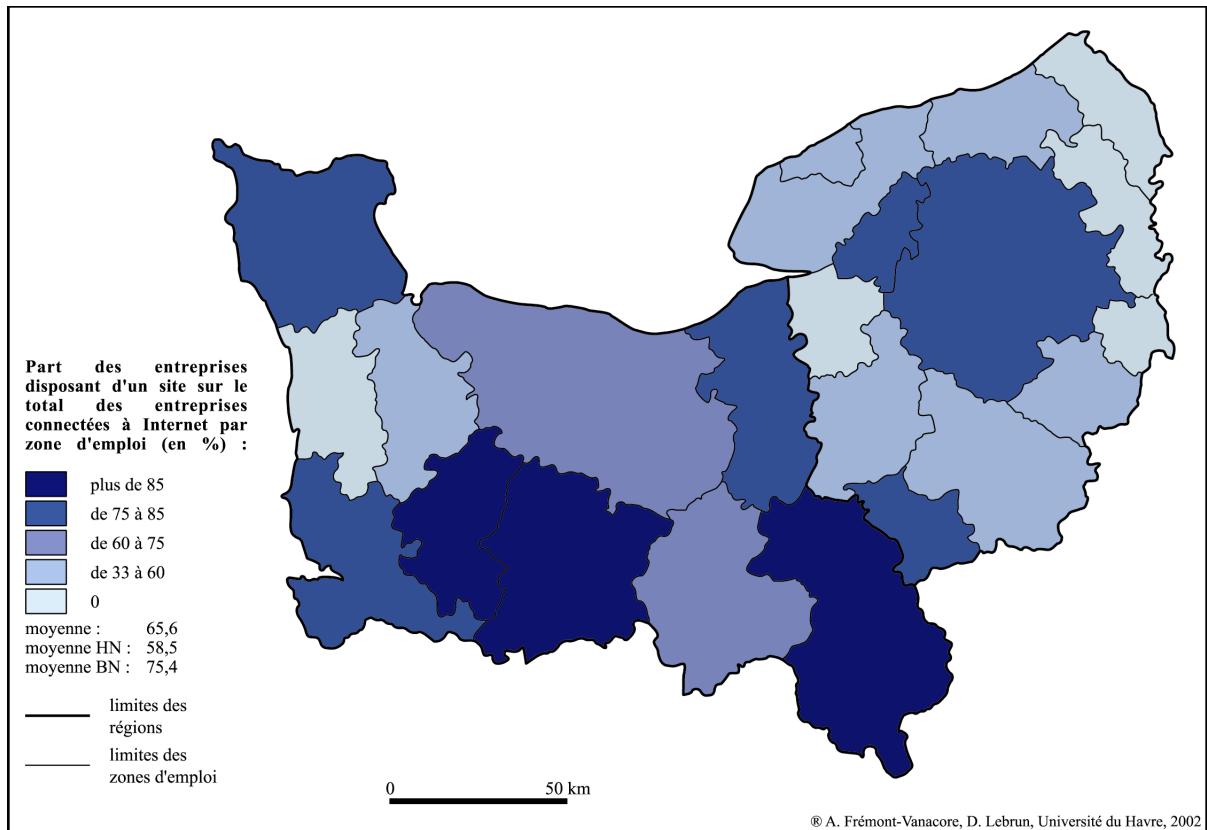 Part des entreprises
disposant d'un site sur le
total des entreprises
connectées à Internet par
zone d'emploi (en %) :
plus de 85
de 75 à 85
de 60 à 75
de 33 à 60
0
moyenne : 65,6
moyenne HN : 58,5
moyenne BN : 75,4
limites des
régions
limites des
zones d'emploi
0 50 km
® A. Frémont-Vanacore, D. Lebrun, Université du Havre, 2002